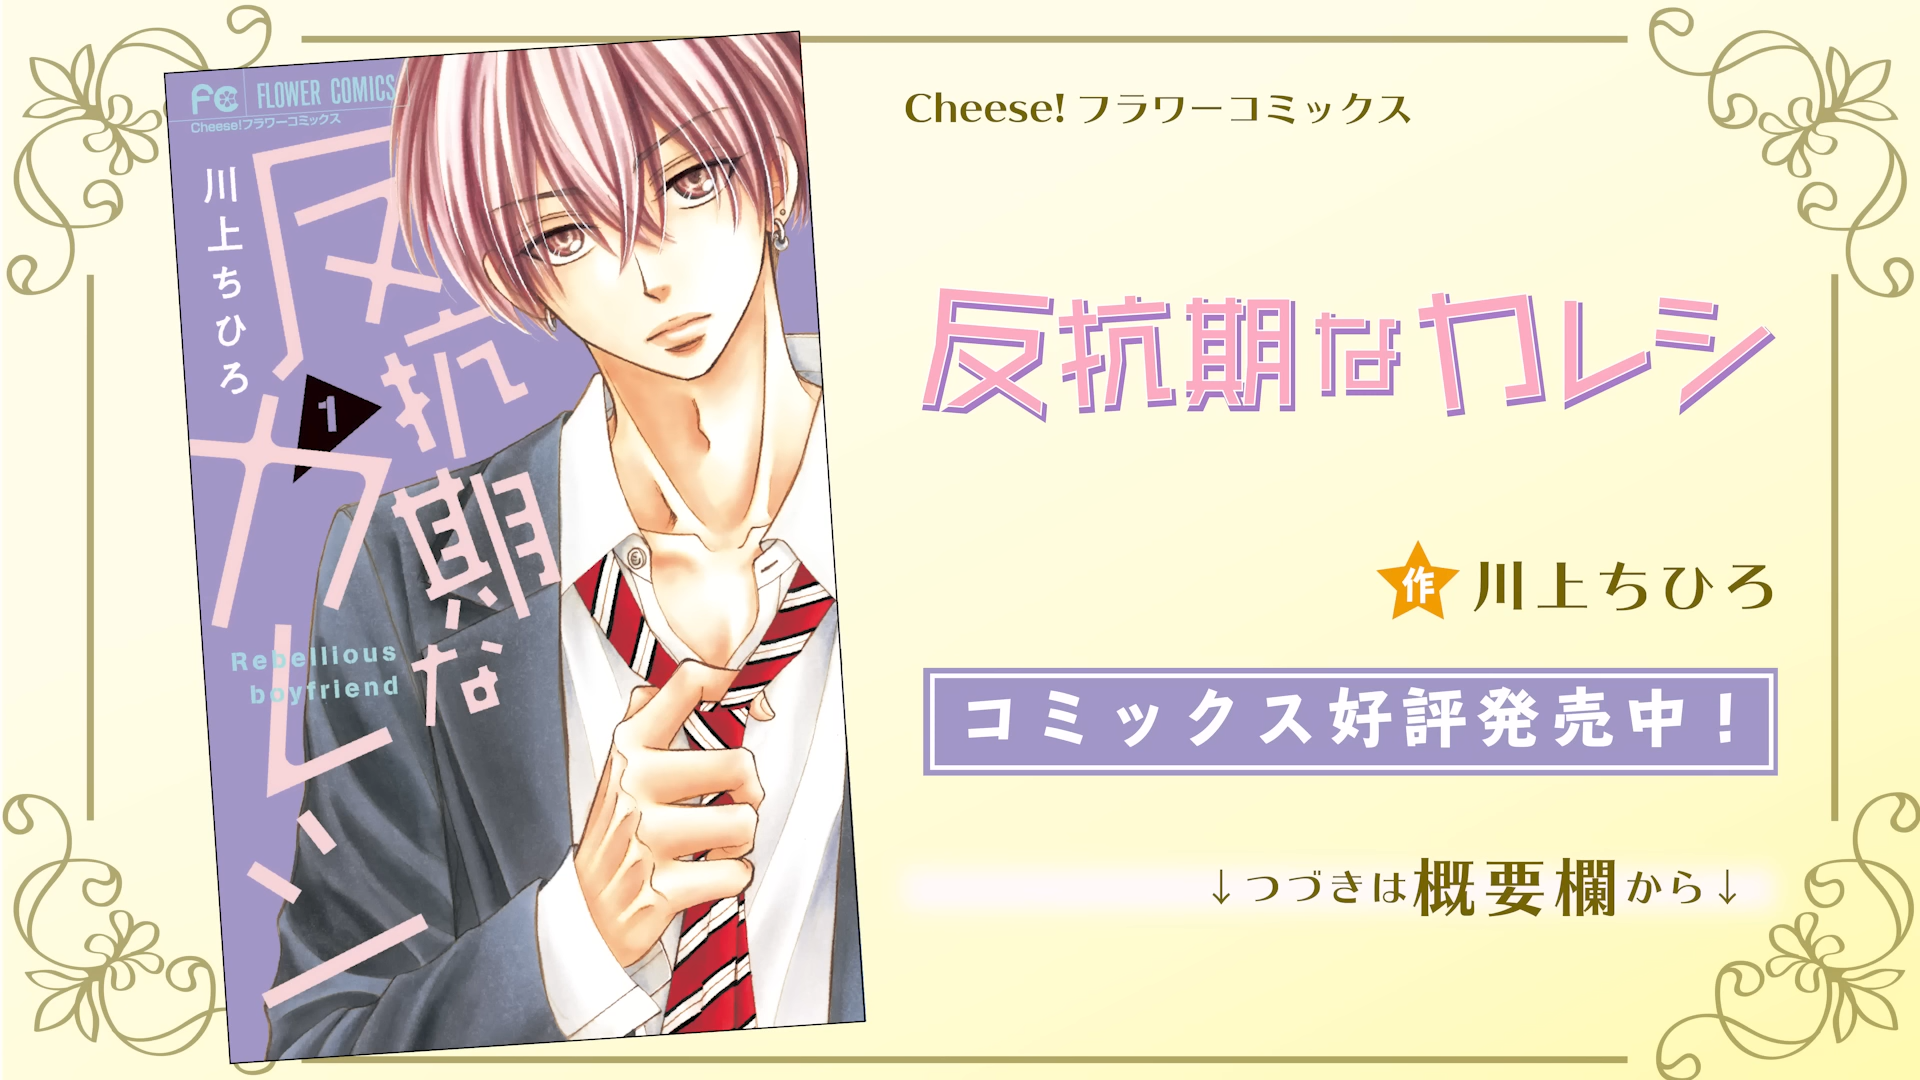 FC FLOWER COMICS
Cheese!フラワーコミックス
川上ちひろ
反抗期な
カレシ
1
Rebellious
boyfriend
Cheese! フラワーコミックス
反抗期なカレシ
作 川上ちひろ
コミックス好評発売中！
↓つづきは概要欄から↓